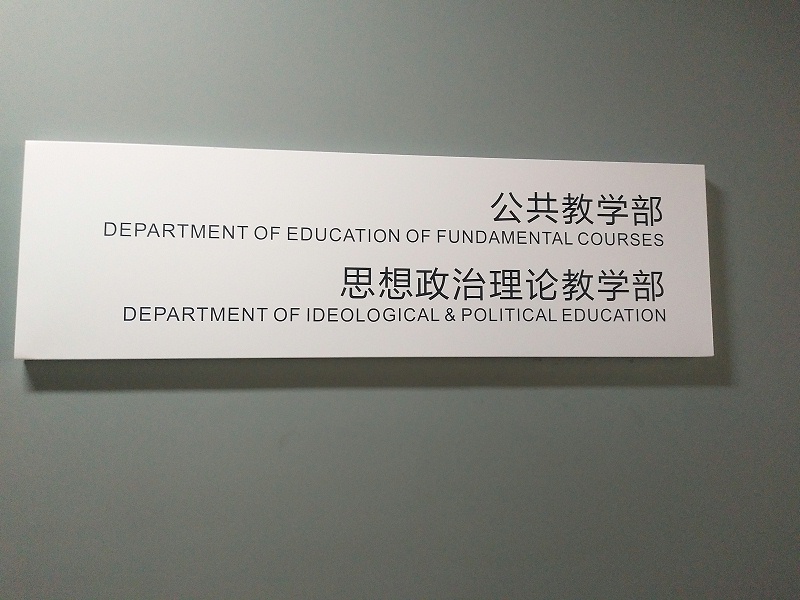 公共教学部
DEPARTMENT OF EDUCATION OF FUNDAMENTAL COURSES
思想政治理论教学部
DEPARTMENT OF IDEOLOGICAL & POLITICAL EDUCATION